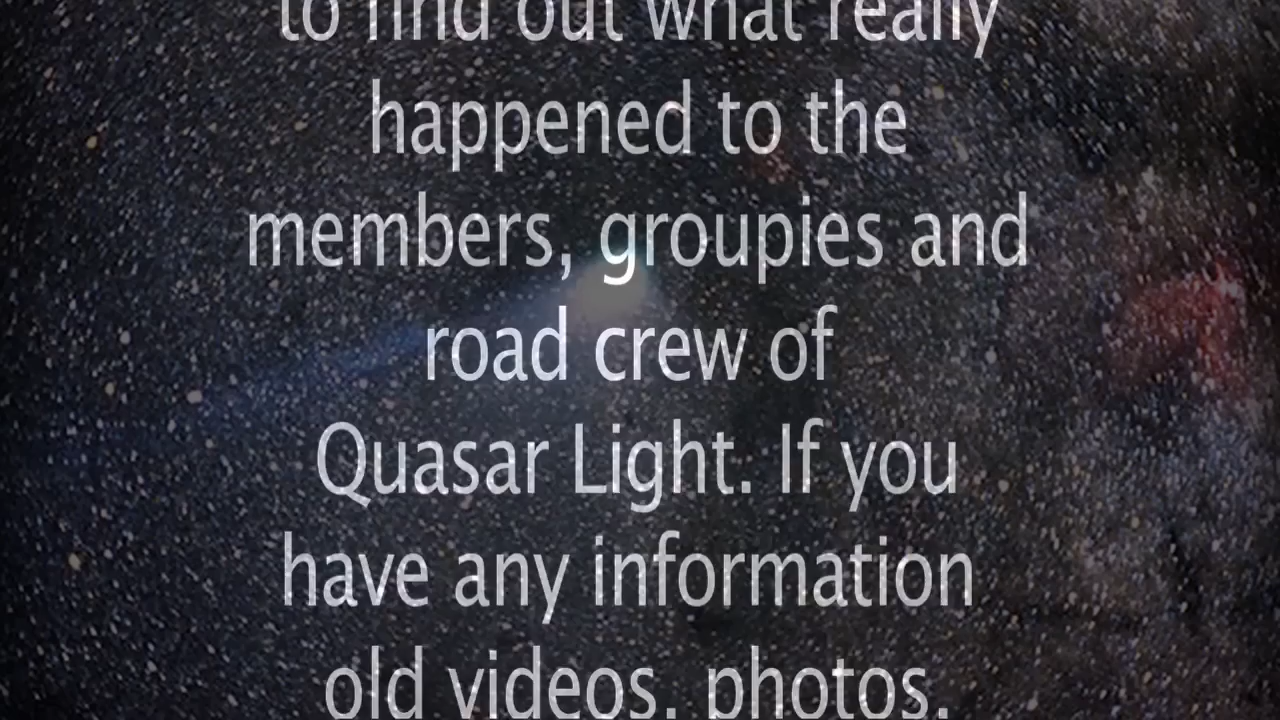 to find out what really
happened to the
members, groupies and
road crew of
Quasar Light. If you
have any information
old videos, photos,